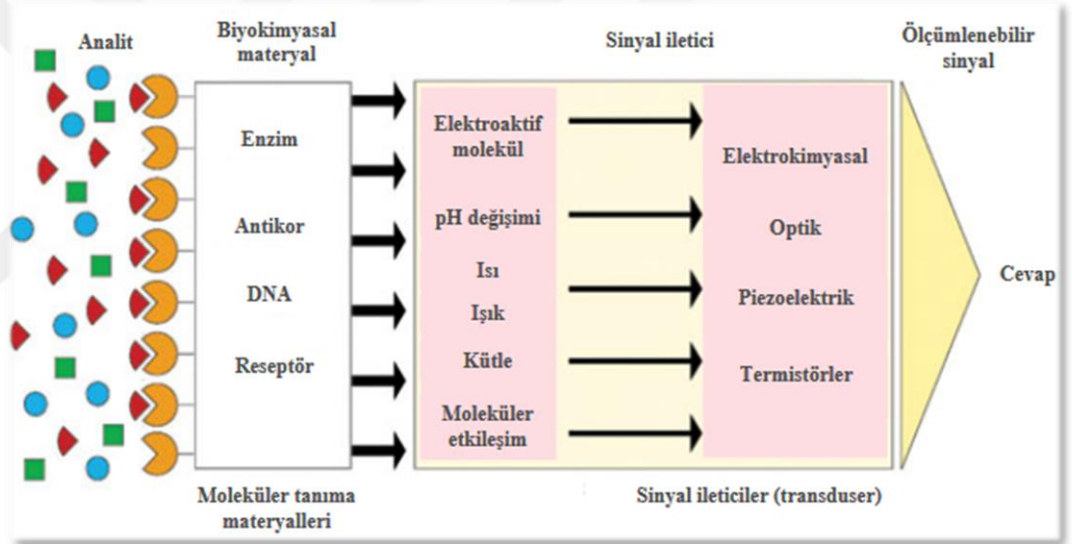 Analit
Biyokimyasal
materyal
Sinyal iletici
Ölçümlenebilir
sinyal
Enzim
Antikor
DNA
Reseptör
Elektroaktif
molekül
pH değişimi
Isı
Işık
Kütle
Moleküler
etkileşim
Elektrokimyasal
Optik
Piezoelektrik
Termistörler
Cevap
Moleküler tanıma
materyalleri
Sinyal ileticiler (transduser)